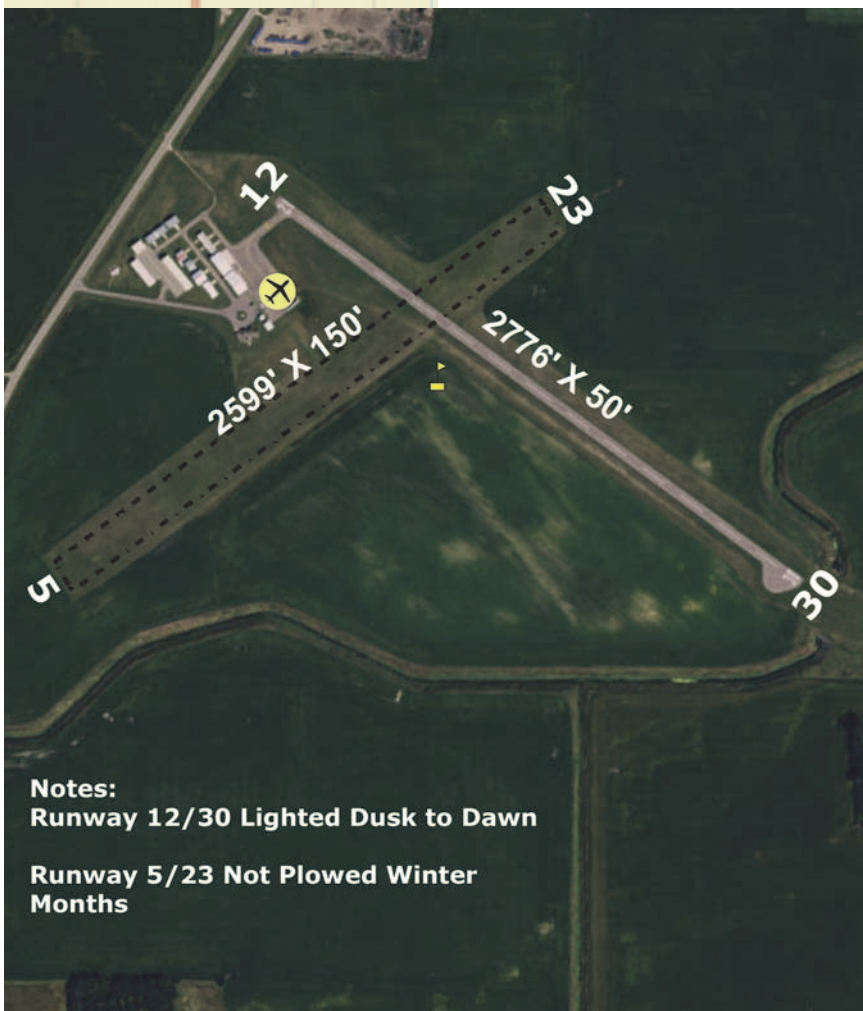 12
23
2599' X 150'
2776' X 50'
5
30
Notes:
Runway 12/30 Lighted Dusk to Dawn
Runway 5/23 Not Plowed Winter
Months